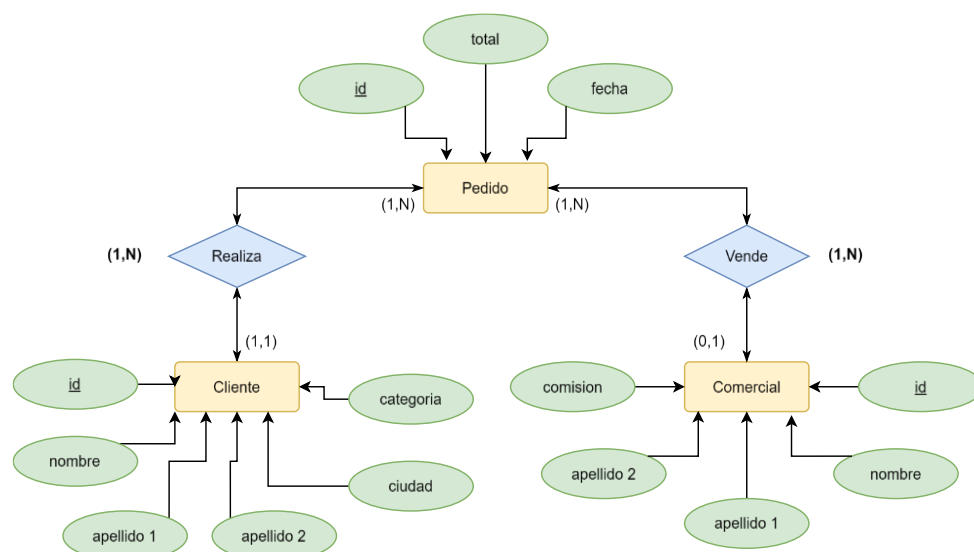 total
id
fecha
Pedido
(1,N)
(1,N)
(1,N)
Realiza
Vende
(1,N)
(1,1)
(0,1)
id
Cliente
categoria
comision
Comercial
id
nombre
ciudad
apellido 2
nombre
apellido 1
apellido 2
apellido 1